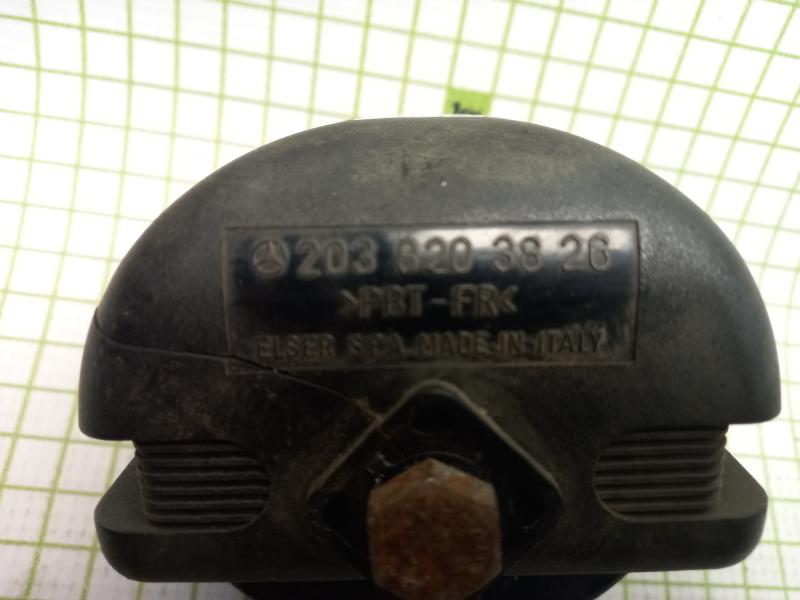 203 820 38 26
>PBT-FR<
ELSER S.P.A. MADE IN ITALY